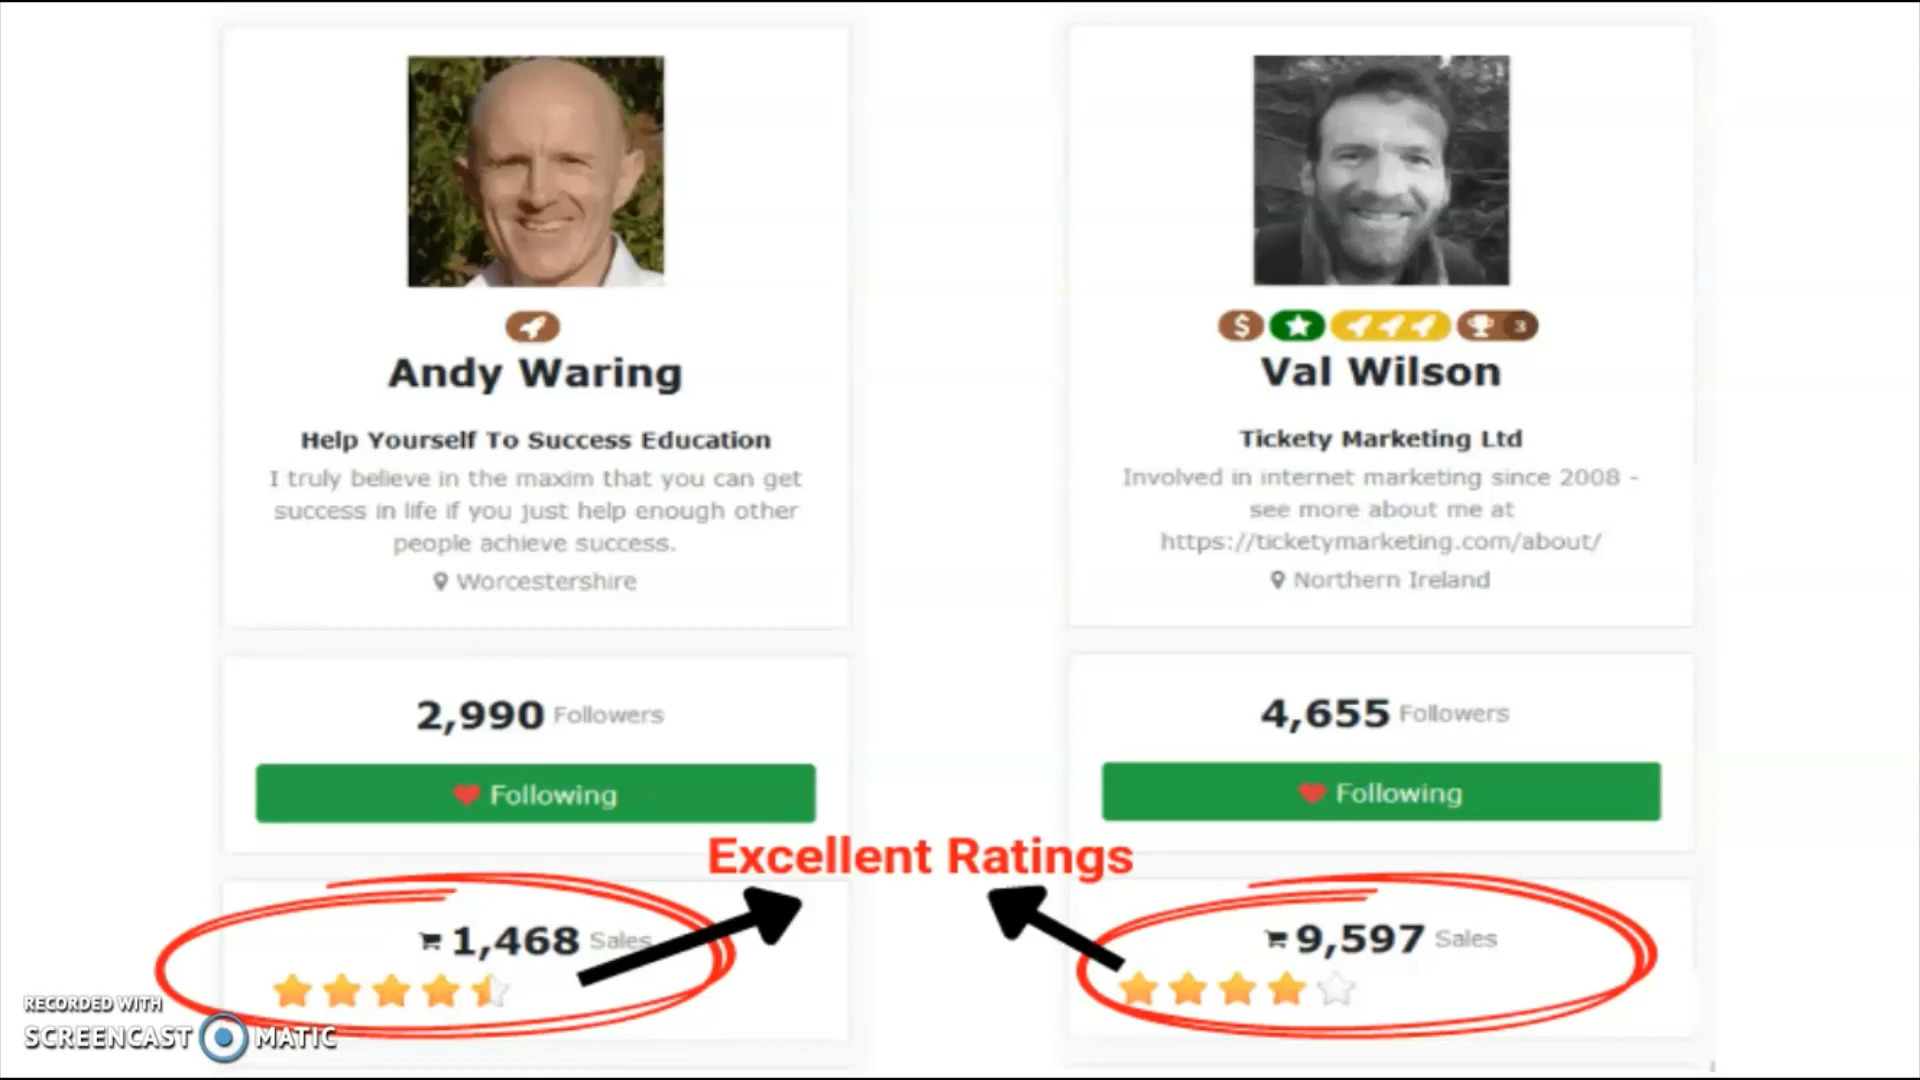 $ 3
Andy Waring
Val Wilson
Help Yourself To Success Education
I truly believe in the maxim that you can get
success in life if you just help enough other
people achieve success.
Worcestershire
Tickety Marketing Ltd
Involved in internet marketing since 2008 -
see more about me at
https://ticketymarketing.com/about/
Northern Ireland
2,990 Followers
Following
4,655 Followers
Following
Excellent Ratings
1,468 Sales
9,597 Sales
RECORDED WITH
SCREENCAST MATIC